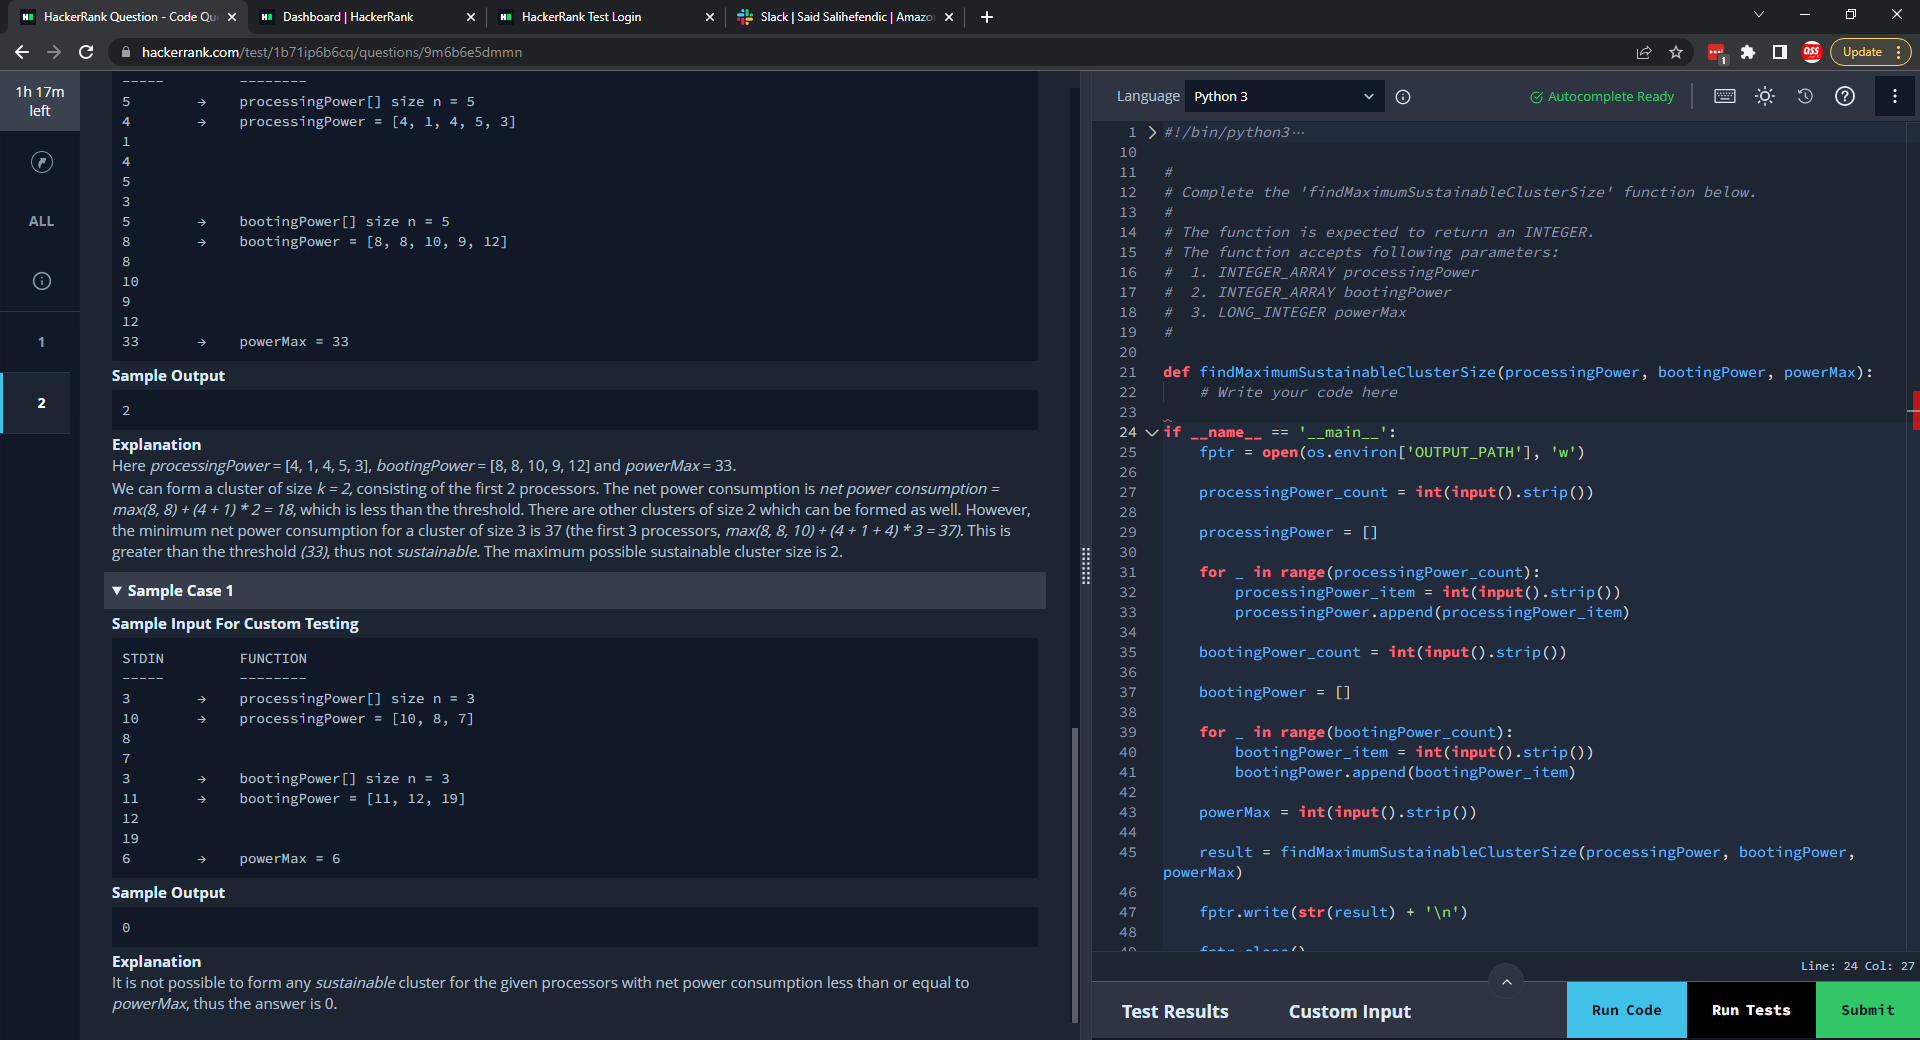 HackerRank Question - Code Qu
Dashboard | HackerRank
HackerRank Test Login
Slack | Said Salihefendic | Amazo
hackerrank.com/test/1b71ip6b6cq/questions/9m6b6e5dmmn
1
OSS
Update
1h 17m
left
ALL
1
2
----- --------
5 → processingPower[] size n = 5
4 → processingPower = [4, 1, 4, 5, 3]
1
4
5
3
5 → bootingPower[] size n = 5
8 → bootingPower = [8, 8, 10, 9, 12]
8
10
9
12
33 → powerMax = 33
Sample Output
2
Explanation
Here processingPower = [4, 1, 4, 5, 3], bootingPower = [8, 8, 10, 9, 12] and powerMax = 33.
We can form a cluster of size k = 2, consisting of the first 2 processors. The net power consumption is net power consumption =
max(8, 8) + (4 + 1) * 2 = 18, which is less than the threshold. There are other clusters of size 2 which can be formed as well. However,
the minimum net power consumption for a cluster of size 3 is 37 (the first 3 processors, max(8, 8, 10) + (4 + 1 + 4) * 3 = 37). This is
greater than the threshold (33), thus not sustainable. The maximum possible sustainable cluster size is 2.
▼ Sample Case 1
Sample Input For Custom Testing
STDIN FUNCTION
----- --------
3 → processingPower[] size n = 3
10 → processingPower = [10, 8, 7]
8
7
3 → bootingPower[] size n = 3
11 → bootingPower = [11, 12, 19]
12
19
6 → powerMax = 6
Sample Output
0
Explanation
It is not possible to form any sustainable cluster for the given processors with net power consumption less than or equal to
powerMax, thus the answer is 0.
Language Python 3
Autocomplete Ready
1 #!/bin/python3···
10
11 #
12 # Complete the 'findMaximumSustainableClusterSize' function below.
13 #
14 # The function is expected to return an INTEGER.
15 # The function accepts following parameters:
16 #  1. INTEGER_ARRAY processingPower
17 #  2. INTEGER_ARRAY bootingPower
18 #  3. LONG_INTEGER powerMax
19 #
20
21 def findMaximumSustainableClusterSize(processingPower, bootingPower, powerMax):
22     # Write your code here
23
24 if __name__ == '__main__':
25     fptr = open(os.environ['OUTPUT_PATH'], 'w')
26
27     processingPower_count = int(input().strip())
28
29     processingPower = []
30
31     for _ in range(processingPower_count):
32         processingPower_item = int(input().strip())
33         processingPower.append(processingPower_item)
34
35     bootingPower_count = int(input().strip())
36
37     bootingPower = []
38
39     for _ in range(bootingPower_count):
40         bootingPower_item = int(input().strip())
41         bootingPower.append(bootingPower_item)
42
43     powerMax = int(input().strip())
44
45     result = findMaximumSustainableClusterSize(processingPower, bootingPower,
powerMax)
46
47     fptr.write(str(result) + '\n')
48
49     fptr.close()
Line: 24 Col: 27
Test Results
Custom Input
Run Code
Run Tests
Submit